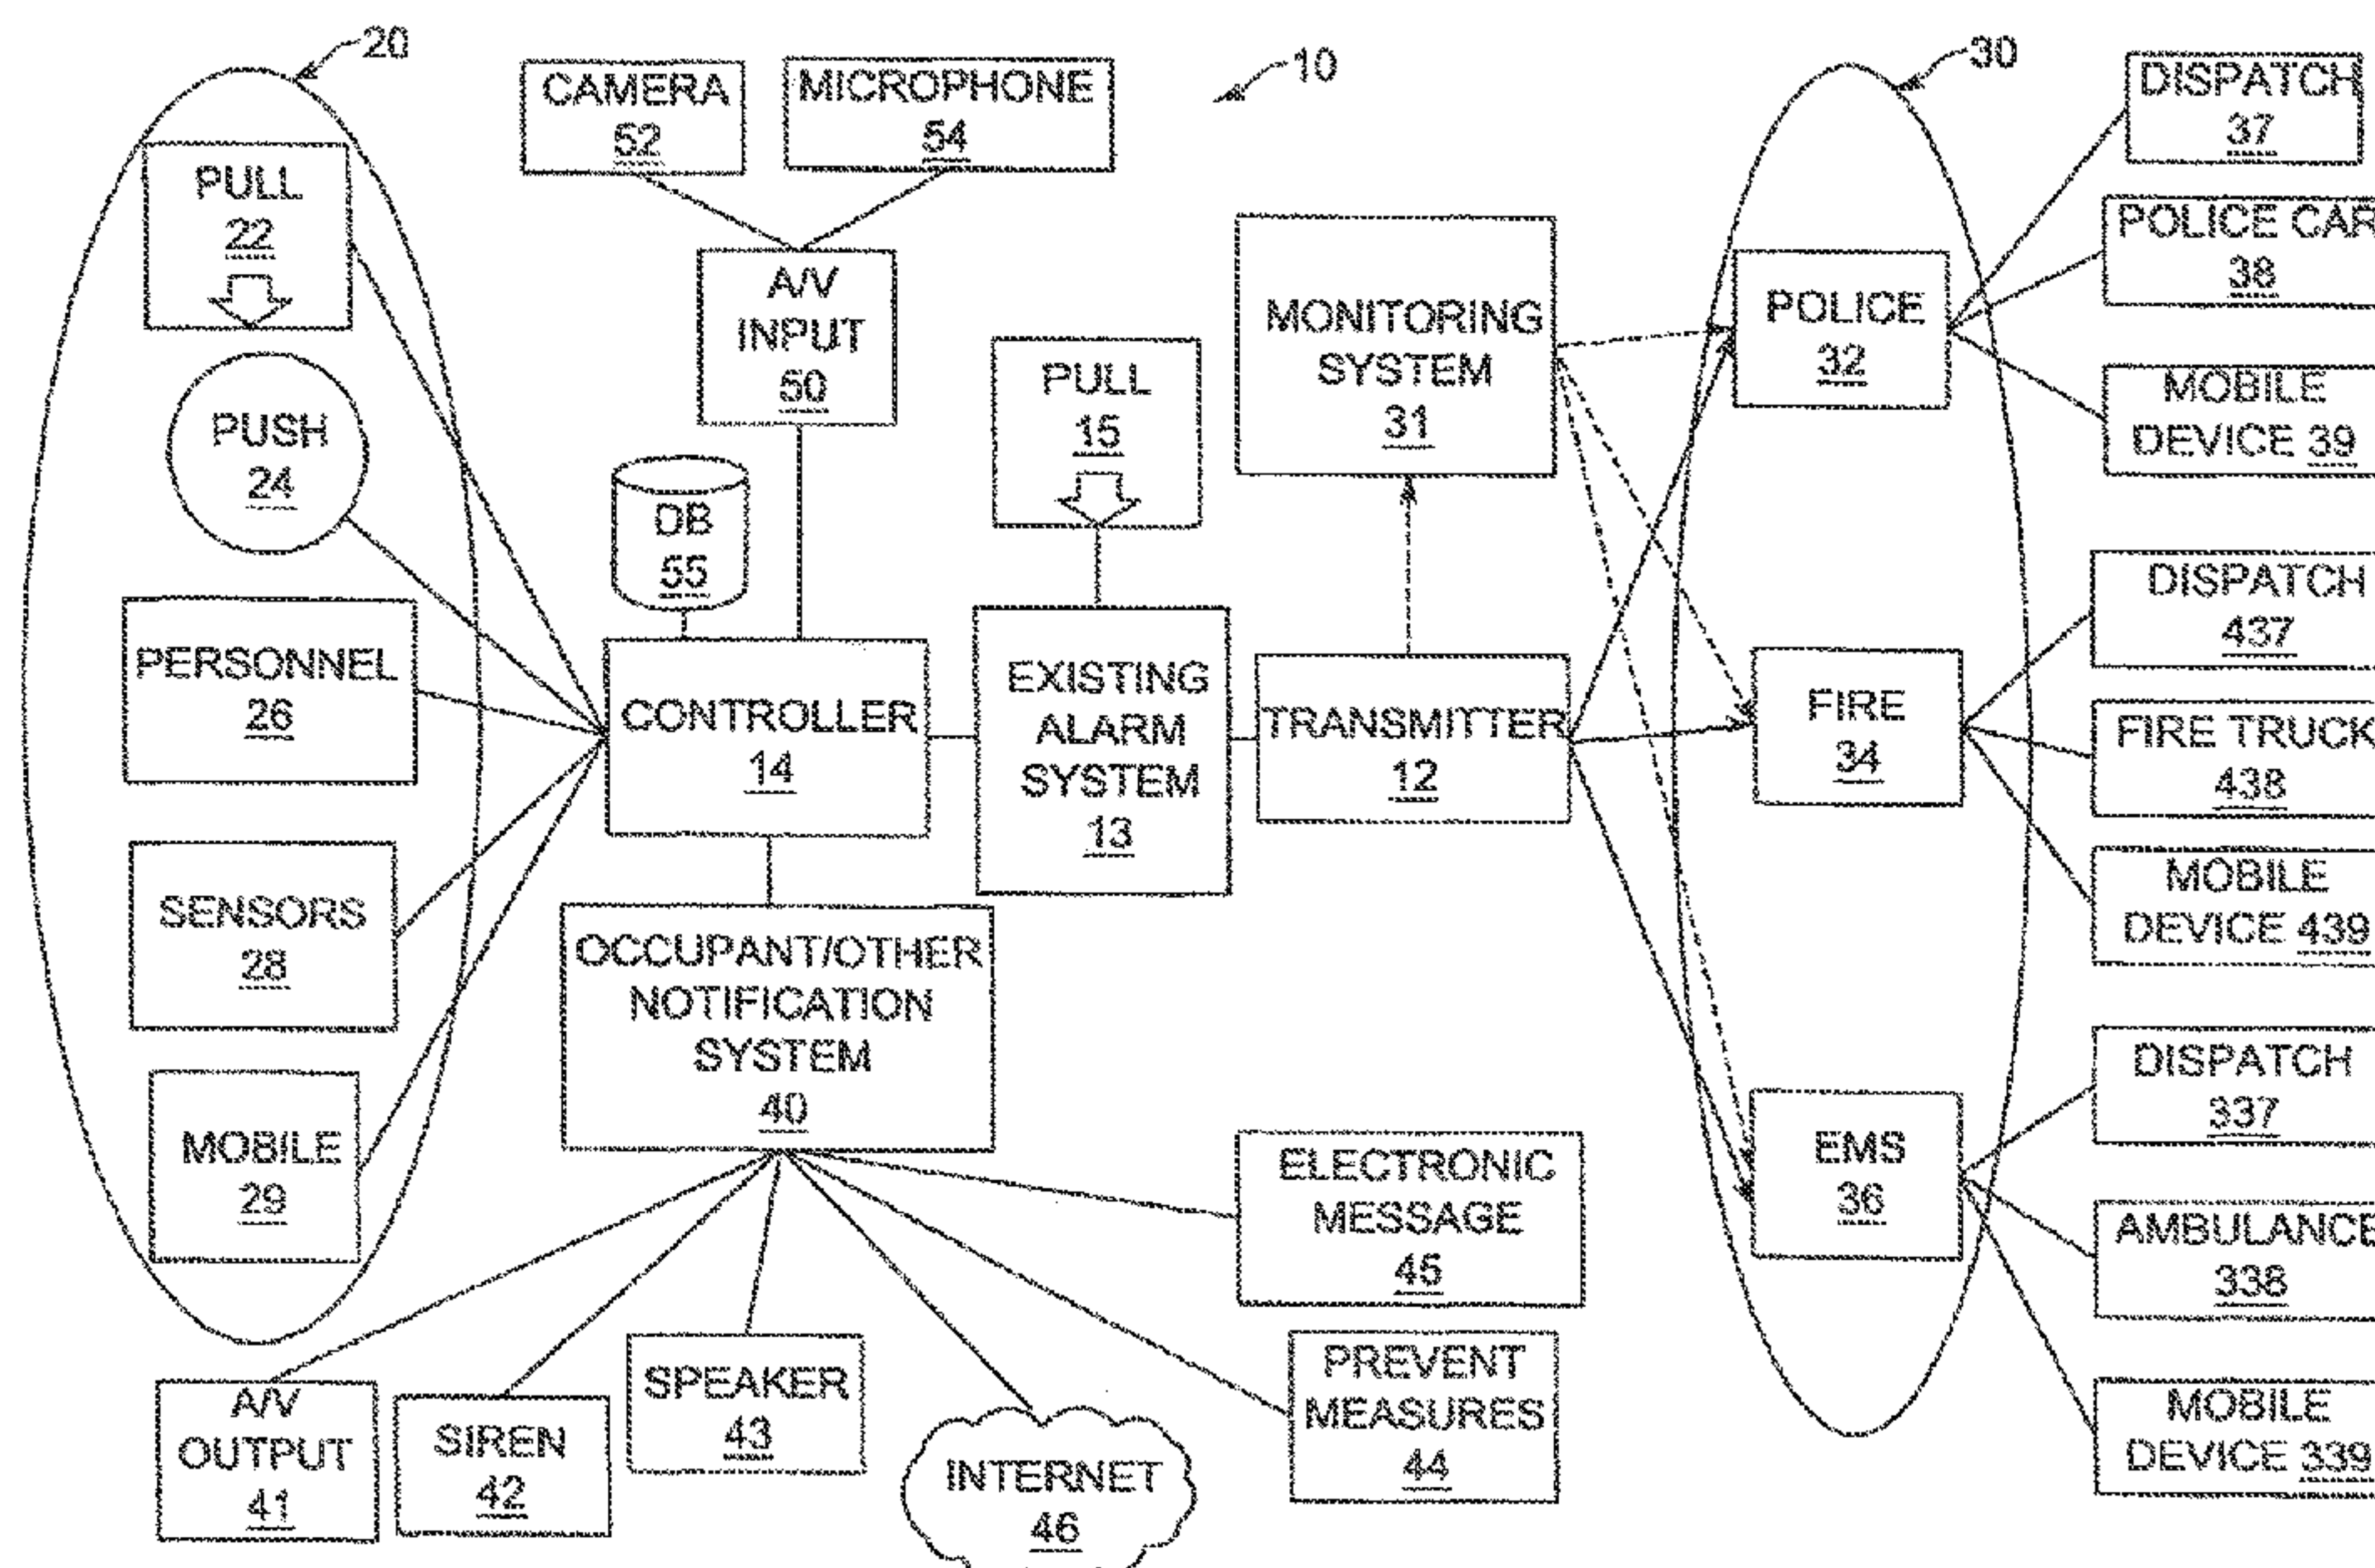 20
10
30
CAMERA
52
MICROPHONE
54
DISPATCH
37
PULL
22
POLICE CAR
38
A/V
INPUT
50
MONITORING
SYSTEM
31
POLICE
32
PULL
15
MOBILE
DEVICE 39
PUSH
24
DB
55
DISPATCH
437
PERSONNEL
26
CONTROLLER
14
EXISTING
ALARM
SYSTEM
13
TRANSMITTER
12
FIRE
34
FIRE TRUCK
438
SENSORS
28
MOBILE
DEVICE 439
OCCUPANT/OTHER
NOTIFICATION
SYSTEM
40
DISPATCH
337
MOBILE
29
ELECTRONIC
MESSAGE
45
EMS
36
AMBULANCE
338
A/V
OUTPUT
41
SIREN
42
SPEAKER
43
INTERNET
46
PREVENT
MEASURES
44
MOBILE
DEVICE 339